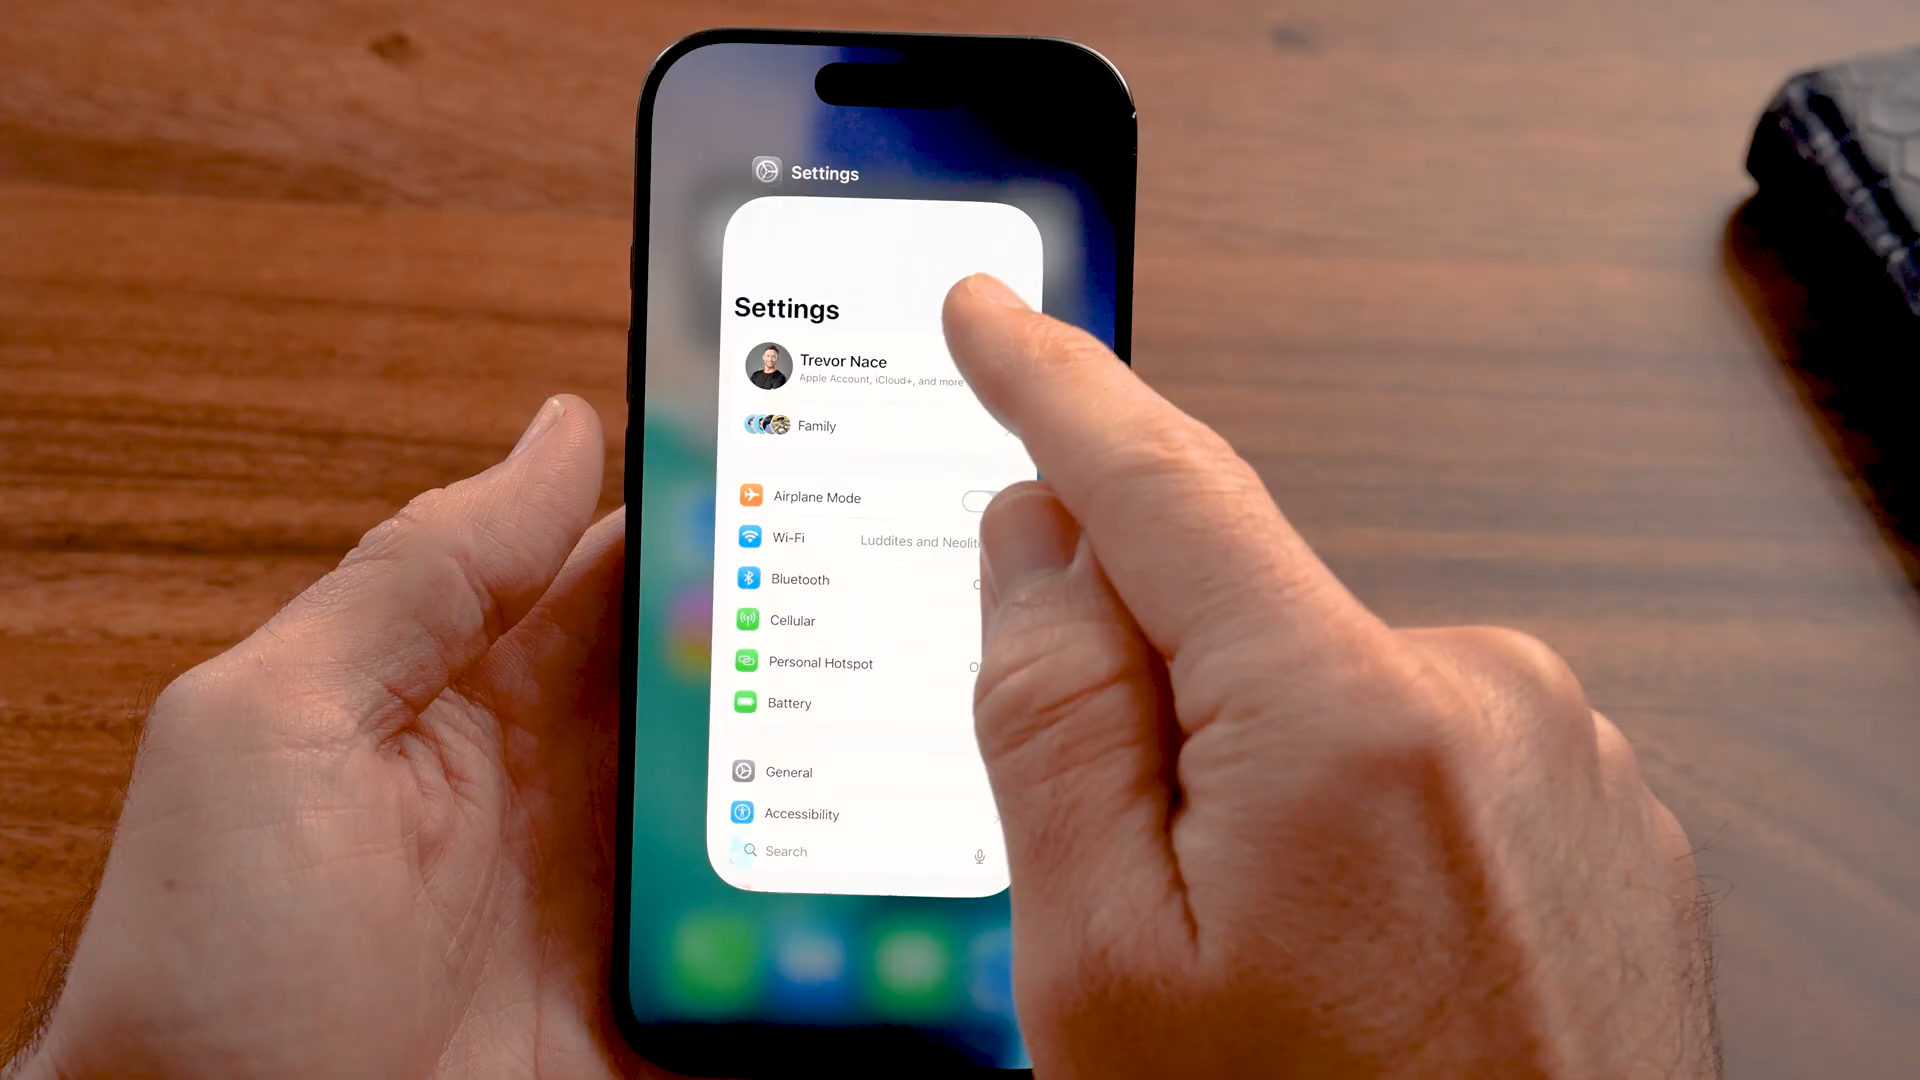 Settings
Settings
Trevor Nace
Apple Account, iCloud+, and more
Family
Airplane Mode
Wi-Fi Luddites and
Bluetooth
Cellular
Personal Hotspot
Battery
General
Accessibility
Search